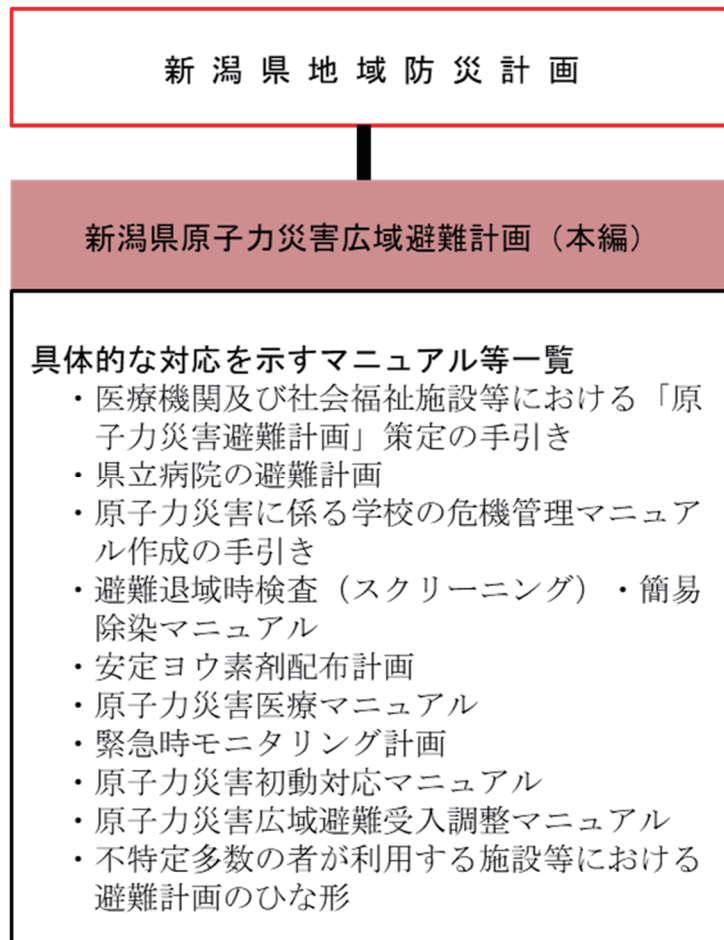 新潟県地域防災計画
新潟県原子力災害広域避難計画（本編）
具体的な対応を示すマニュアル等一覧
・医療機関及び社会福祉施設等における「原
子力災害避難計画」策定の手引き
・県立病院の避難計画
・原子力災害に係る学校の危機管理マニュア
ル作成の手引き
・避難退域時検査（スクリーニング）・簡易
除染マニュアル
・安定ヨウ素剤配布計画
・原子力災害医療マニュアル
・緊急時モニタリング計画
・原子力災害初動対応マニュアル
・原子力災害広域避難受入調整マニュアル
・不特定多数の者が利用する施設等における
避難計画のひな形